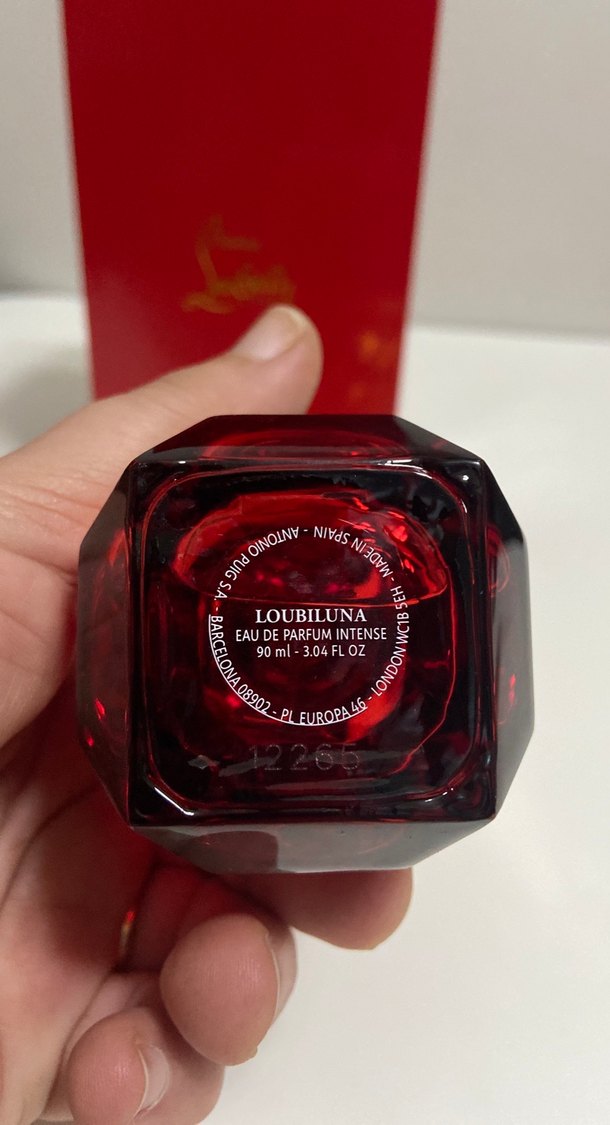 Louboutin
LOUBILUNA
EAU DE PARFUM INTENSE
90 ml - 3.04 FL OZ
ANTONIO PUIG S.A. - BARCELONA 08902 - PL EUROPA 46 - LONDON WC1B 5EH - MADE IN SPAIN -
12265